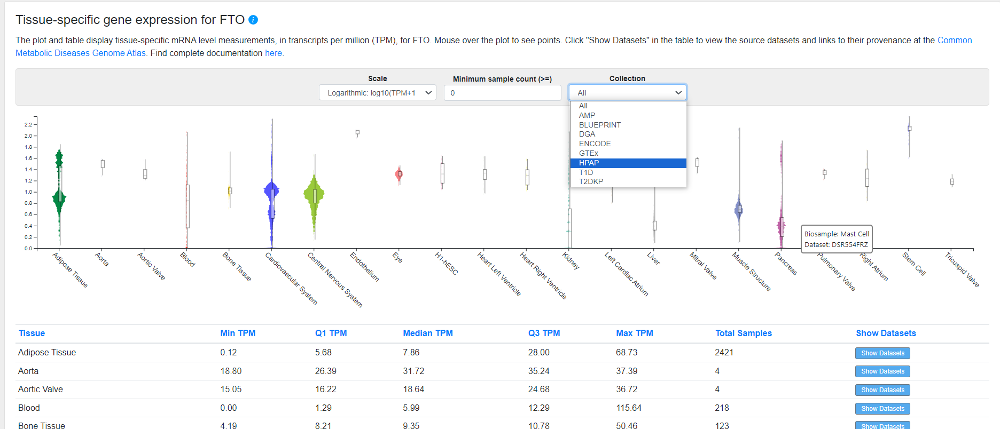 Tissue-specific gene expression for FTO i
The plot and table display tissue-specific mRNA level measurements, in transcripts per million (TPM), for FTO. Mouse over the plot to see points. Click "Show Datasets" in the table to view the source datasets and links to their provenance at the Common
Metabolic Diseases Genome Atlas. Find complete documentation here.
Scale Minimum sample count (>=) Collection
Logarithmic: log10(TPM+1 0 All
All
AMP
BLUEPRINT
DGA
ENCODE
GTEx
HPAP
T1D
T2DKP
2.2
2.0
1.8
1.6
1.4
1.2
1.0
0.8
0.6
0.4
0.2
0.0
Biosample: Mast Cell
Dataset: DSR554FRZ
Adipose Tissue
Aorta
Aortic Valve
Blood
Bone Tissue
Cardiovascular System
Central Nervous System
Endothelium
Eye
H1-hESC
Heart Left Ventricle
Heart Right Ventricle
Kidney
Left Cardiac Atrium
Liver
Mitral Valve
Muscle Structure
Pancreas
Pulmonary Valve
Right Atrium
Stem Cell
Tricuspid Valve
Tissue Min TPM Q1 TPM Median TPM Q3 TPM Max TPM Total Samples Show Datasets
Adipose Tissue 0.12 5.68 7.86 28.00 68.73 2421 Show Datasets
Aorta 18.80 26.39 31.72 35.24 37.39 4 Show Datasets
Aortic Valve 15.05 16.22 18.64 24.68 36.72 4 Show Datasets
Blood 0.00 1.29 5.99 12.29 115.64 218 Show Datasets
Bone Tissue 4.19 8.21 9.35 10.78 50.46 123 Show Datasets